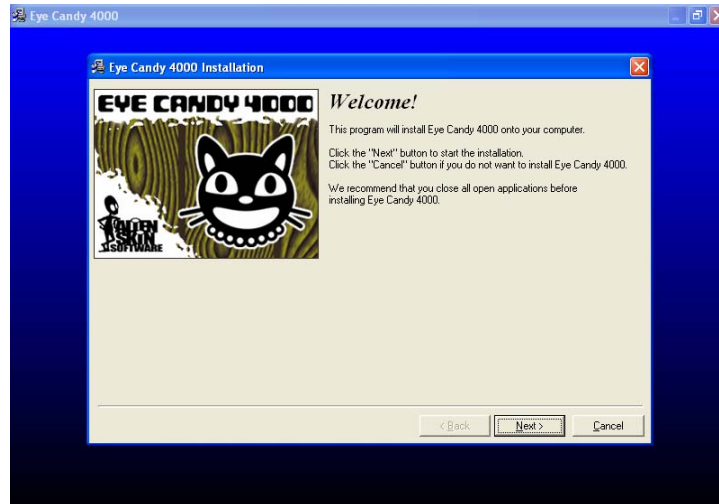 Eye Candy 4000
Eye Candy 4000 Installation
EYE CANDY 4000
ALIEN
SKIN
SOFTWARE
Welcome!
This program will install Eye Candy 4000 onto your computer.
Click the "Next" button to start the installation.
Click the "Cancel" button if you do not want to install Eye Candy 4000.
We recommend that you close all open applications before
installing Eye Candy 4000.
< Back
Next >
Cancel